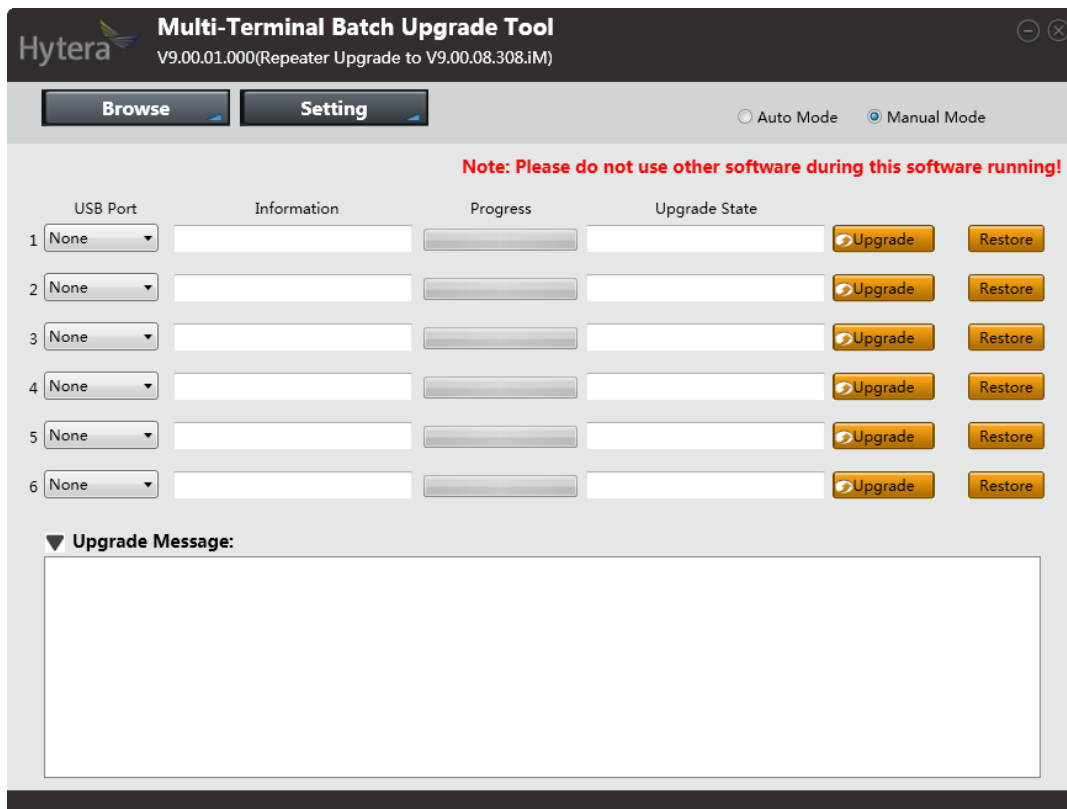 Hytera
Multi-Terminal Batch Upgrade Tool
V9.00.01.000(Repeater Upgrade to V9.00.08.308.iM)
Browse Setting Auto Mode Manual Mode
Note: Please do not use other software during this software running!
USB Port Information Progress Upgrade State
1 None Upgrade Restore
2 None Upgrade Restore
3 None Upgrade Restore
4 None Upgrade Restore
5 None Upgrade Restore
6 None Upgrade Restore
Upgrade Message: